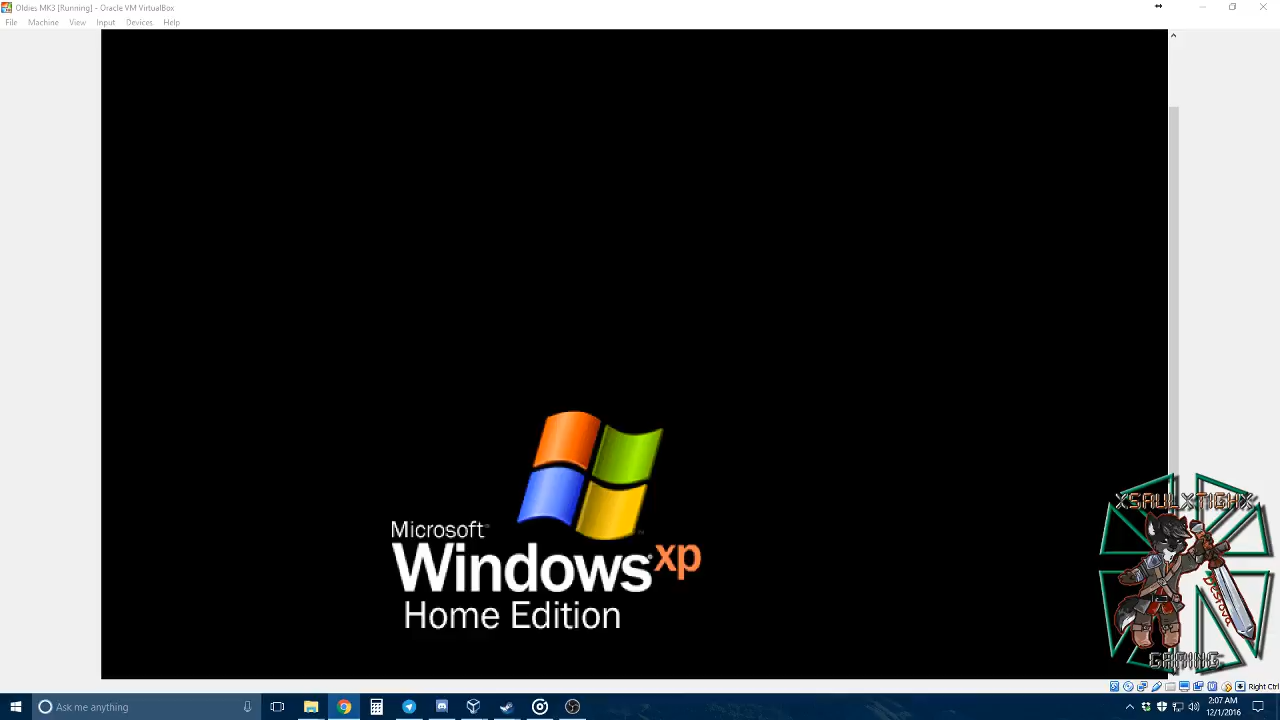 Oldies MK3 [Running] - Oracle VM VirtualBox
File Machine View Input Devices Help
Microsoft®
Windows® xp
Home Edition
XSAULXTIGHX
Destova
GAMING
Right Ctrl
Ask me anything
2:07 AM
12/1/2016